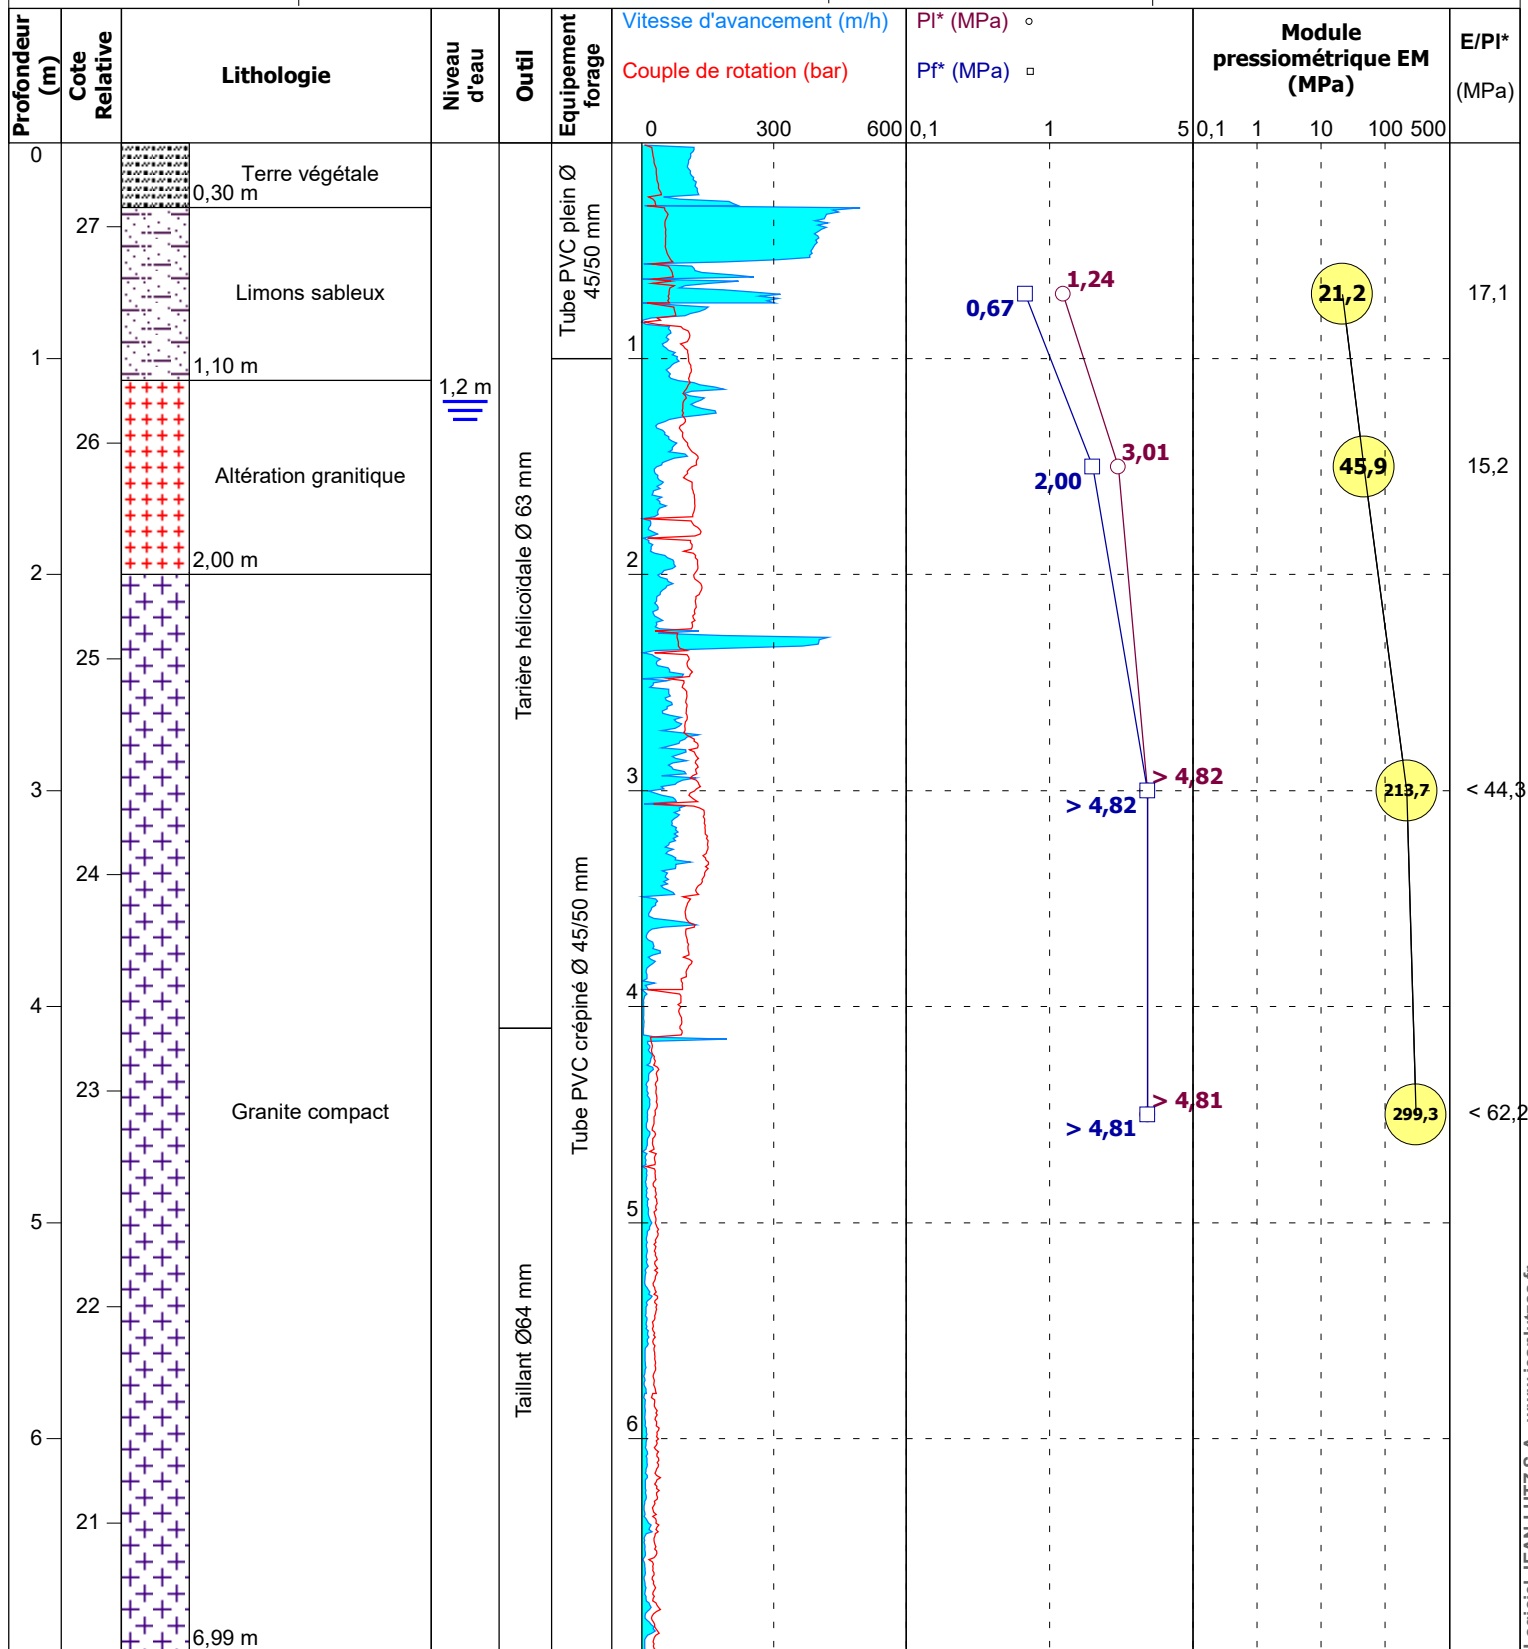 Profondeur (m)
Cote Relative
Lithologie
Niveau d'eau
Outil
Equipement forage
Vitesse d'avancement (m/h)
Couple de rotation (bar)
0 300 600
Pl* (MPa)
Pf* (MPa)
0,1 1 5
Module
pressiométrique EM
(MPa)
0,1 1 10 100 500
E/Pl*
(MPa)
0
Terre végétale
0,30 m
27
Limons sableux
Tube PVC plein Ø
45/50 mm
1,24
0,67
21,2
17,1
1
1
1,10 m
1,2 m
26
Altération granitique
3,01
2,00
45,9
15,2
Tarière hélicoïdale Ø 63 mm
2,00 m
2
2
25
3
3
> 4,82
> 4,82
213,7
< 44,3
24
Tube PVC crépiné Ø 45/50 mm
4
4
23
Granite compact
> 4,81
> 4,81
299,3
< 62,2
5
5
22
Taillant Ø64 mm
6
6
21
6,99 m